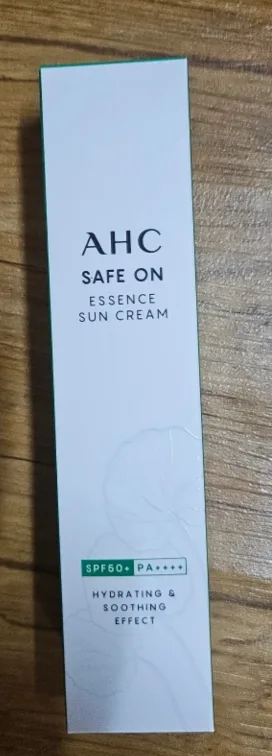 AHC
SAFE ON
ESSENCE
SUN CREAM
SPF50+ PA++++
HYDRATING &
SOOTHING
EFFECT